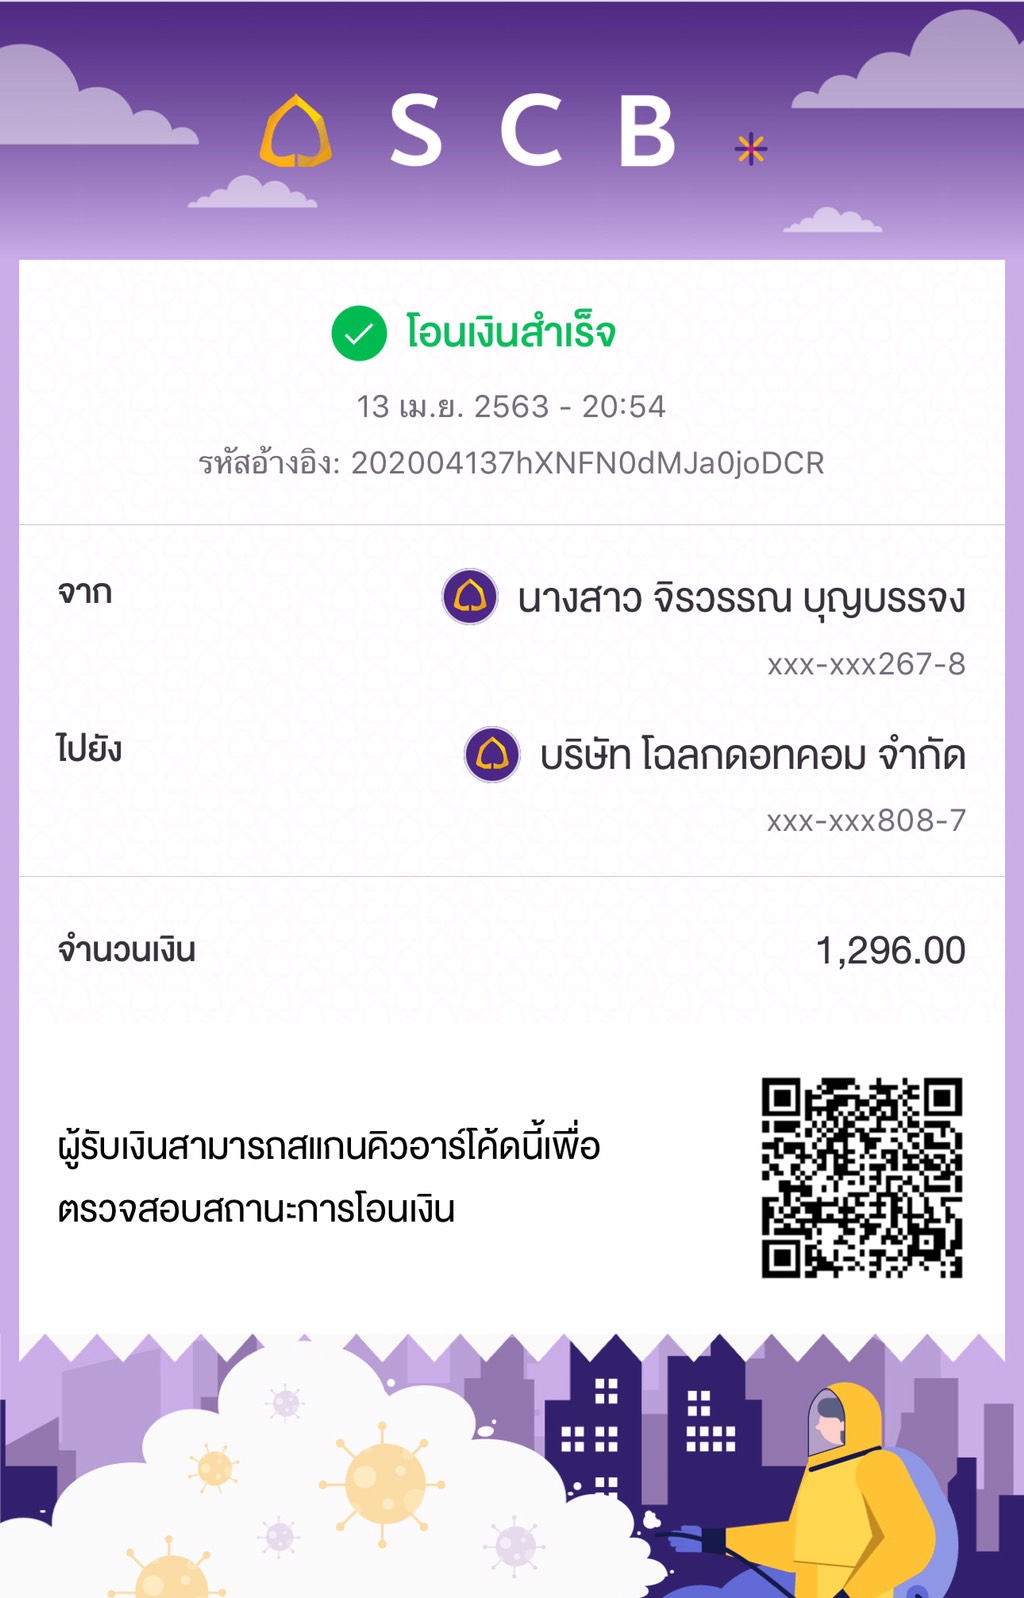 SCB
โอนเงินสำเร็จ
13 เม.ย. 2563 - 20:54
รหัสอ้างอิง: 202004137hXNFN0dMJa0joDCR
จาก นางสาว จิรวรรณ บุญบรรจง
xxx-xxx267-8
ไปยัง บริษัท โฉลกดอทคอม จำกัด
xxx-xxx808-7
จำนวนเงิน 1,296.00
ผู้รับเงินสามารถสแกนคิวอาร์โค้ดนี้เพื่อ
ตรวจสอบสถานะการโอนเงิน